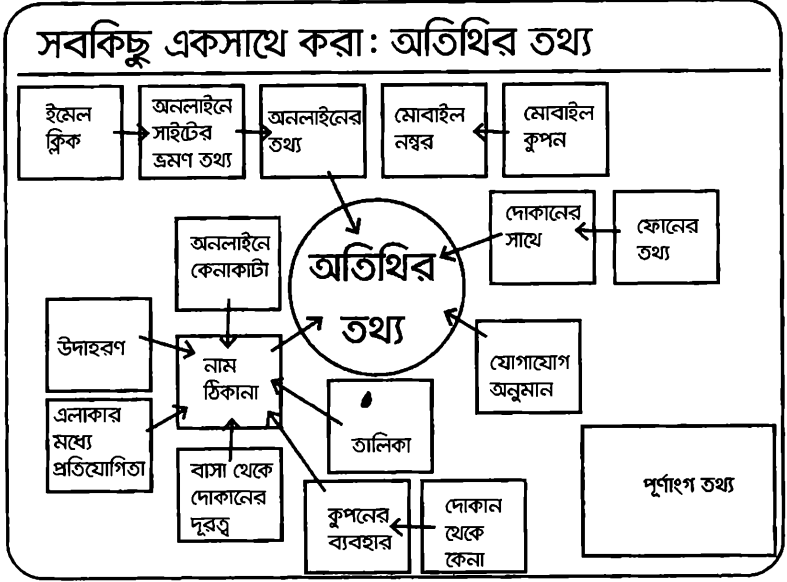 সবকিছু একসাথে করা: অতিথির তথ্য
ইমেল
ক্লিক
অনলাইনে
সাইটের
ভ্রমণ তথ্য
অনলাইনের
তথ্য
মোবাইল
নম্বর
মোবাইল
কুপন
দোকানের
সাথে
ফোনের
তথ্য
অনলাইনে
কেনাকাটা
অতিথির
তথ্য
উদাহরণ
নাম
ঠিকানা
যোগাযোগ
অনুমান
এলাকার
মধ্যে
প্রতিযোগিতা
তালিকা
বাসা থেকে
দোকানের
দূরত্ব
কুপনের
ব্যবহার
দোকান
থেকে
কেনা
পূর্ণাংগ তথ্য